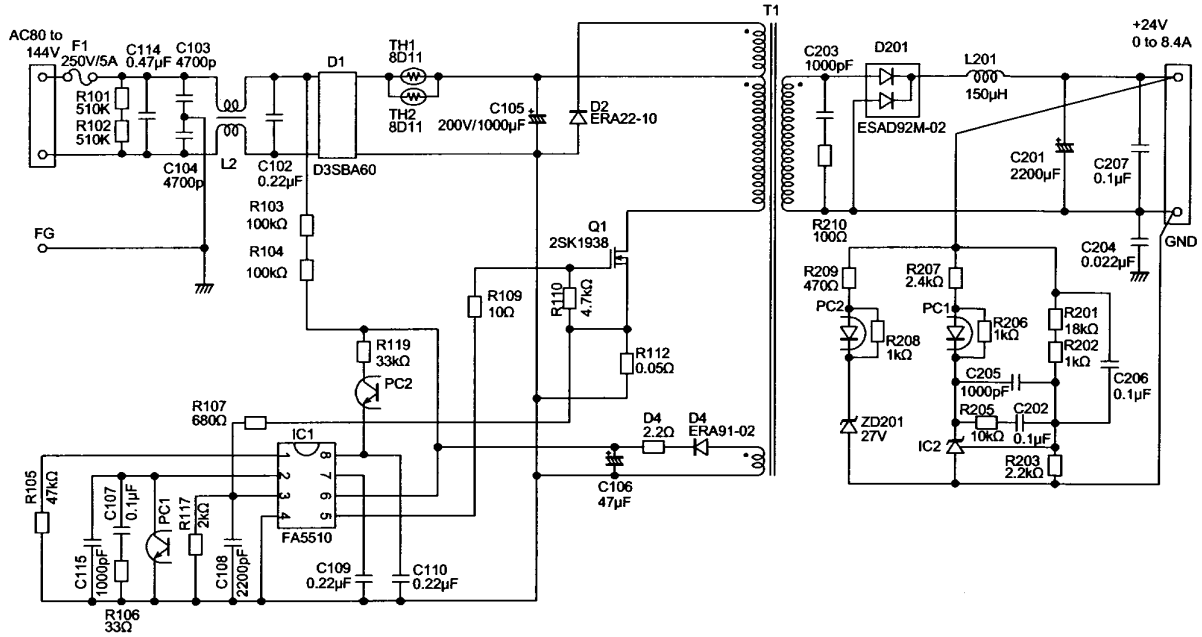 AC80 to
144V
F1
250V/5A
C114
0.47μF
C103
4700p
R101
510K
R102
510K
C104
4700p
L2
C102
0.22μF
D1
D3SBA60
TH1
8D11
TH2
8D11
C105
200V/1000μF
D2
ERA22-10
T1
C203
1000pF
D201
ESAD92M-02
L201
150μH
+24V
0 to 8.4A
C201
2200μF
C207
0.1μF
R210
100Ω
GND
C204
0.022μF
FG
R103
100kΩ
R104
100kΩ
Q1
2SK1938
R109
10Ω
R110
4.7kΩ
R112
0.05Ω
R119
33kΩ
PC2
R107
680Ω
IC1
1
2
3
4
8
7
6
5
FA5510
D4
2.2Ω
D4
ERA91-02
C106
47μF
R105
47kΩ
C115
1000pF
C107
0.1μF
R106
33Ω
PC1
R117
2kΩ
C108
2200pF
C109
0.22μF
C110
0.22μF
R209
470Ω
PC2
R208
1kΩ
ZD201
27V
R207
2.4kΩ
PC1
R206
1kΩ
R201
18kΩ
R202
1kΩ
C205
1000pF
C206
0.1μF
R205
10kΩ
C202
0.1μF
IC2
R203
2.2kΩ